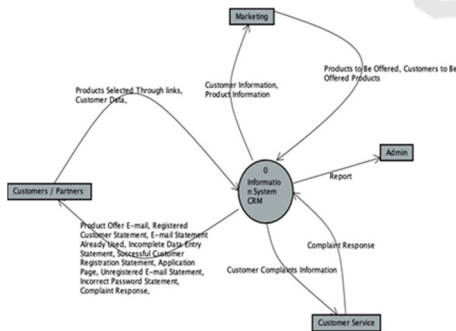 Marketing
Products to Be Offered, Customers to Be
Offered Products
Customer Information,
Product Information
Products Selected Through links,
Customer Data,
Admin
0
Informatio
n System
CRM
Report
Customers / Partners
Product Offer E-mail, Registered
Customer Statement, E-mail Statement
Already Used, Incomplete Data Entry
Statement, Successful Customer
Registration Statement, Application
Page, Unregistered E-mail Statement,
Incorrect Password Statement,
Complaint Response,
Complaint Response
Customer Complaints Information
Customer Service